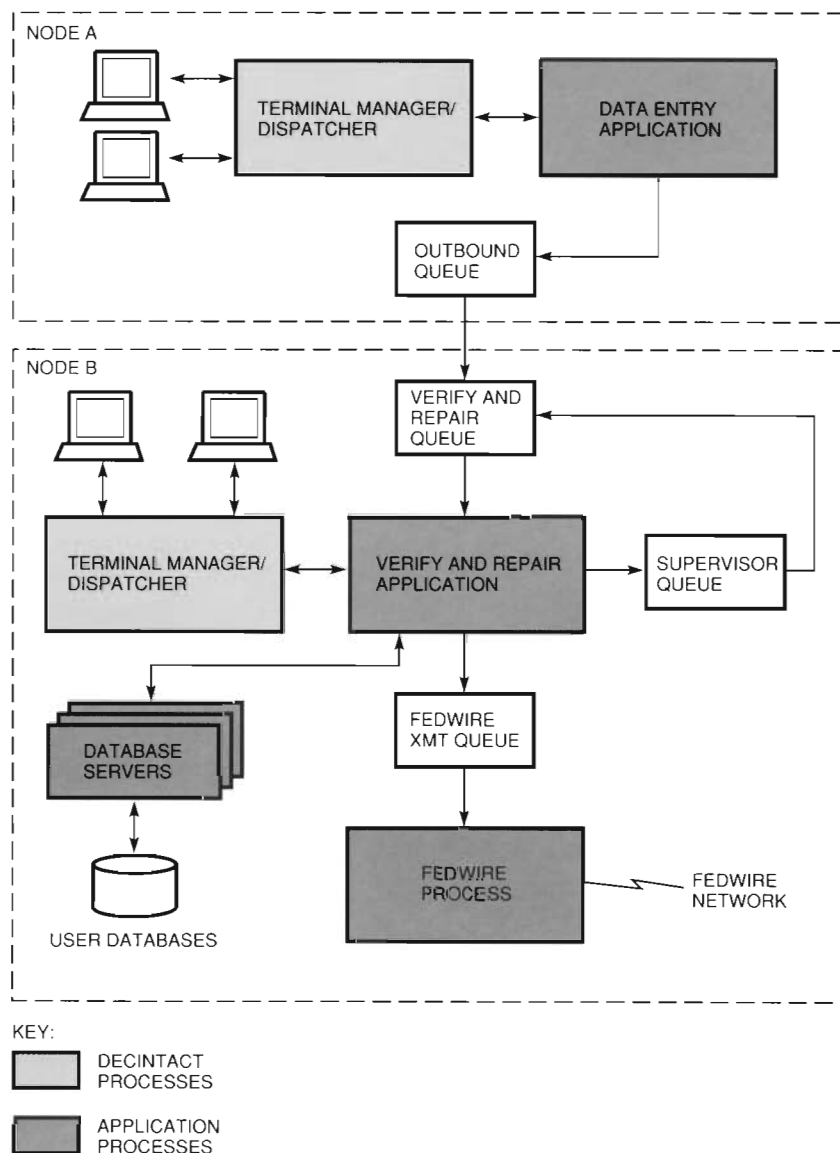 NODE A
TERMINAL MANAGER/
DISPATCHER
DATA ENTRY
APPLICATION
OUTBOUND
QUEUE
NODE B
VERIFY AND
REPAIR
QUEUE
TERMINAL MANAGER/
DISPATCHER
VERIFY AND REPAIR
APPLICATION
SUPERVISOR
QUEUE
DATABASE
SERVERS
FEDWIRE
XMT QUEUE
USER DATABASES
FEDWIRE
PROCESS
FEDWIRE
NETWORK
KEY:
DECINTACT
PROCESSES
APPLICATION
PROCESSES